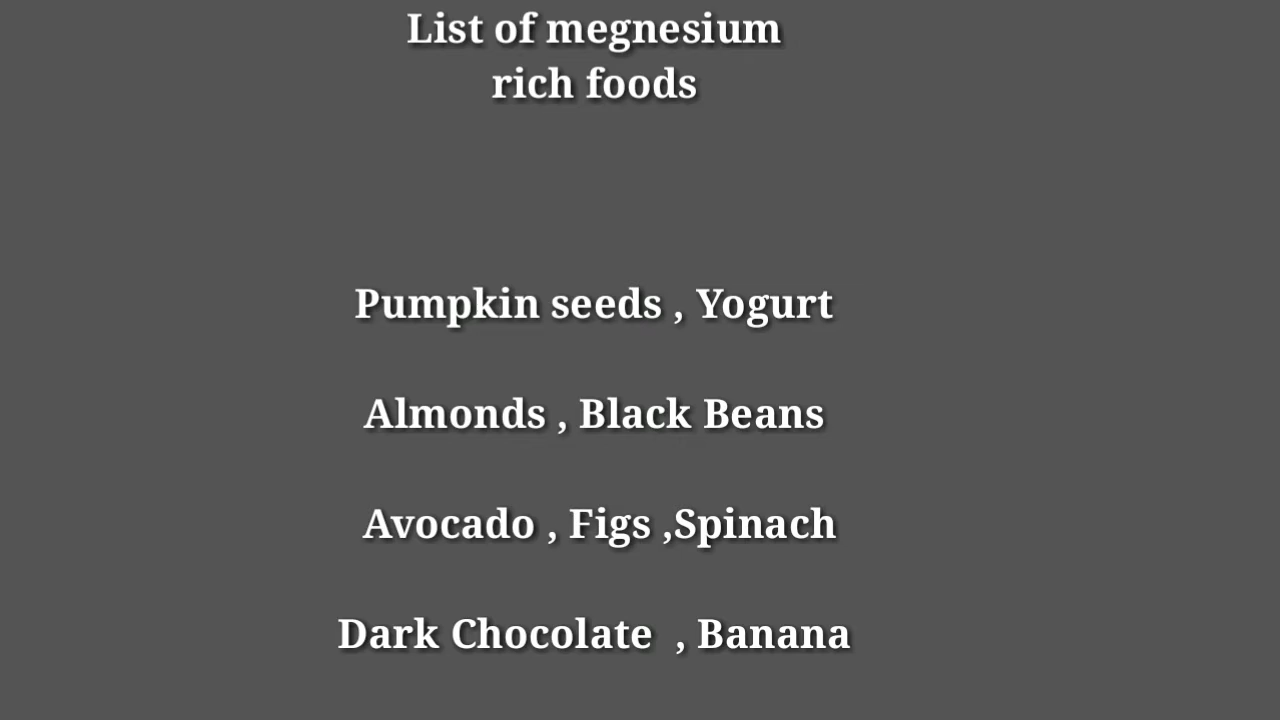 List of megnesium
rich foods
Pumpkin seeds , Yogurt
Almonds , Black Beans
Avocado , Figs ,Spinach
Dark Chocolate  , Banana